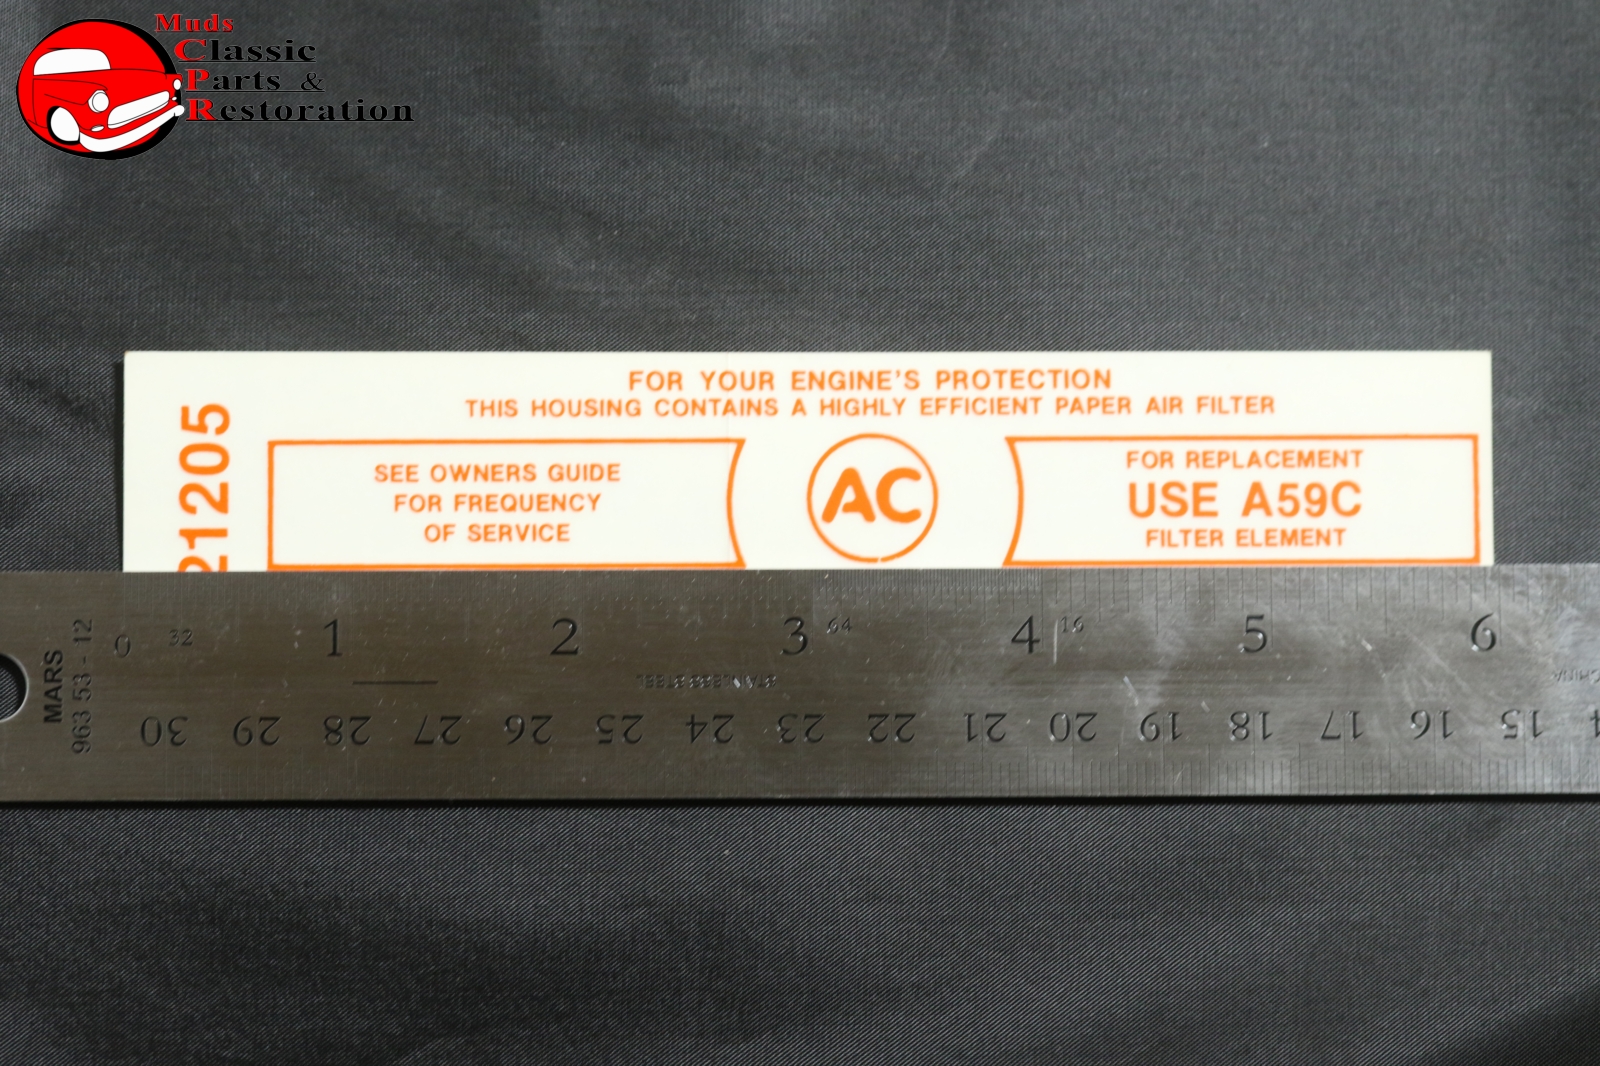 Muds
Classic
Parts &
Restoration
FOR YOUR ENGINE'S PROTECTION
THIS HOUSING CONTAINS A HIGHLY EFFICIENT PAPER AIR FILTER
21205
SEE OWNERS GUIDE
FOR FREQUENCY
OF SERVICE
AC
FOR REPLACEMENT
USE A59C
FILTER ELEMENT
MARS
963 53 - 12
0 32 1 2 3 64 4 16 5 6
STAINLESS STEEL
CHINA
30 29 28 27 26 25 24 23 22 21 20 19 18 17 16 15